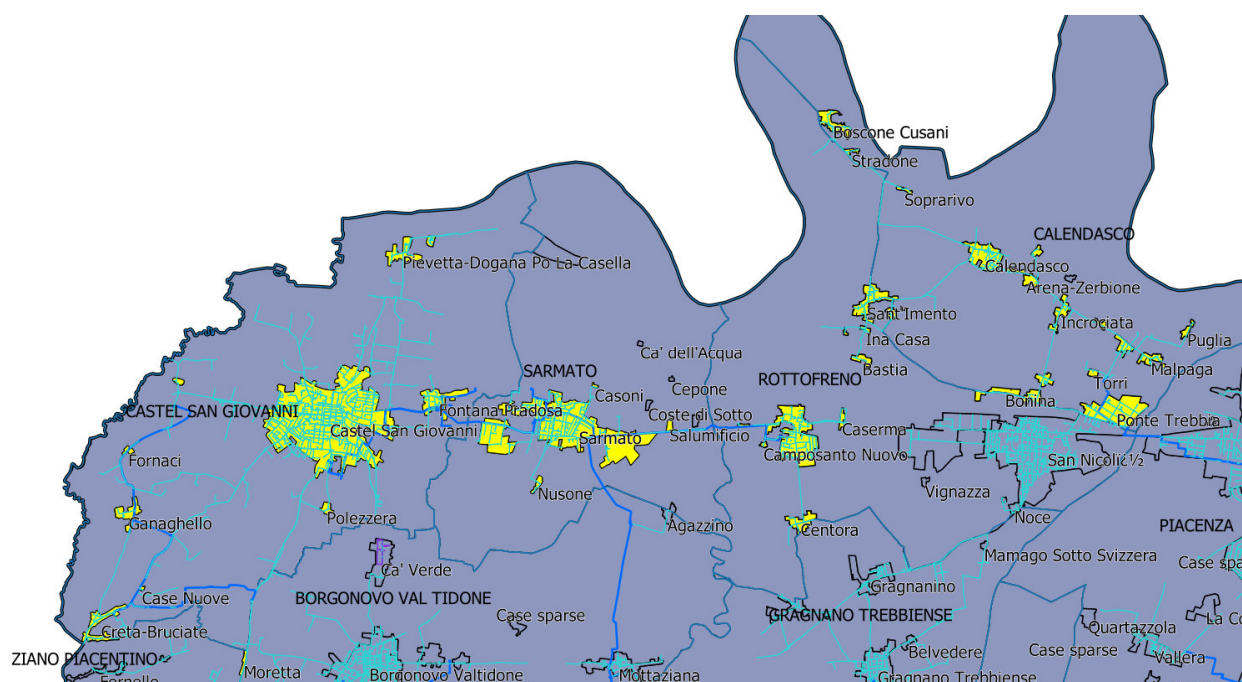 Boscone Cusani
Stradone
Soprarivo
CALENDASCO
Pievetta-Dogana Po La-Casella
Calendasco
Arena-Zerbione
Sant'Imento
Incrociata
Ina Casa
Puglia
Ca' dell'Acqua
Bastia
Malpaga
SARMATO
ROTTOFRENO
Cepone
Torri
Casoni
Bonina
CASTEL SAN GIOVANNI
Fontana Pradosa
Coste di Sotto
Ponte Trebbia
Castel San Giovanni
Sarmato
Salumificio
Caserma
Camposanto Nuovo
San Nicolï¿½
Fornaci
Nusone
Vignazza
Polezzera
Noce
Ganaghello
Agazzino
Centora
PIACENZA
Mamago Sotto Svizzera
Ca' Verde
Gragnanino
Case Nuove
BORGONOVO VAL TIDONE
Case sparse
GRAGNANO TREBBIENSE
Creta-Bruciate
Quartazzola
Belvedere
Case sparse
ZIANO PIACENTINO
Vallera
Moretta
Borgonovo Valtidone
Mottaziana
Gragnano Trebbiense